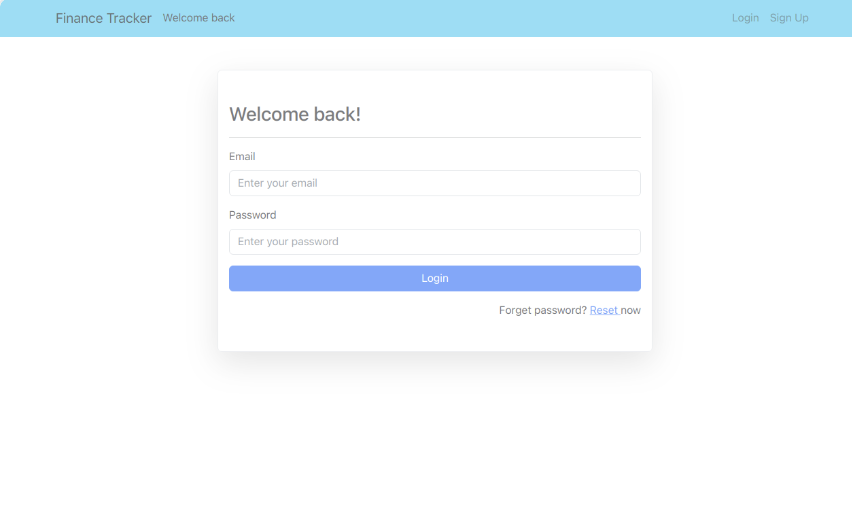 Finance Tracker Welcome back Login Sign Up
Welcome back!
Email
Enter your email
Password
Enter your password
Login
Forget password? Reset now